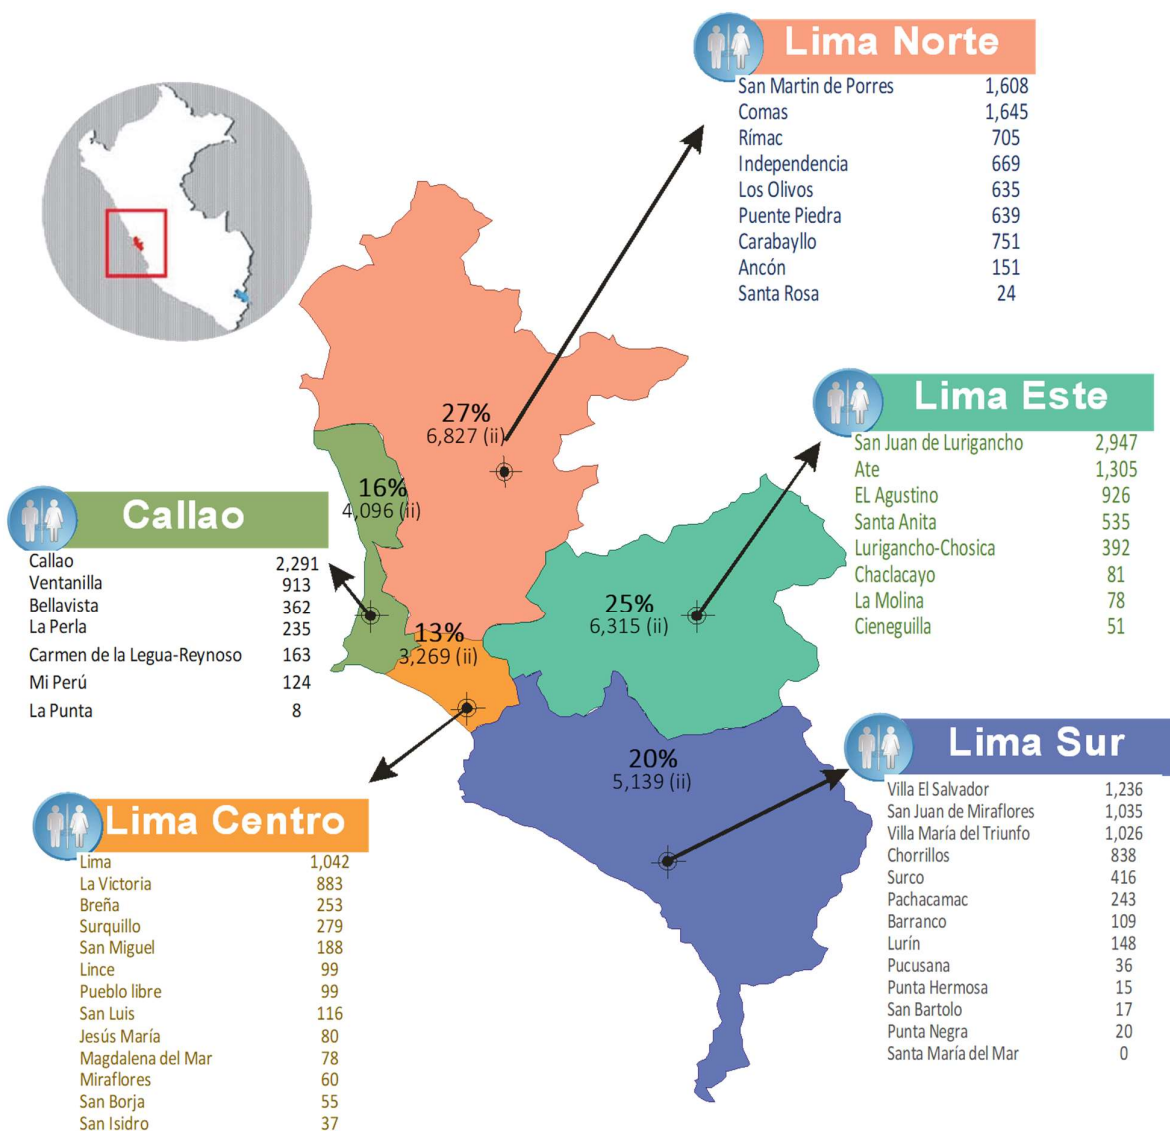 Lima Norte
San Martin de Porres 1,608
Comas 1,645
Rímac 705
Independencia 669
Los Olivos 635
Puente Piedra 639
Carabayllo 751
Ancón 151
Santa Rosa 24
27%
6,827 (ii)
Lima Este
San Juan de Lurigancho 2,947
Ate 1,305
EL Agustino 926
Santa Anita 535
Lurigancho-Chosica 392
Chaclacayo 81
La Molina 78
Cieneguilla 51
25%
6,315 (ii)
16%
4,096 (ii)
Callao
Callao 2,291
Ventanilla 913
Bellavista 362
La Perla 235
Carmen de la Legua-Reynoso 163
Mi Perú 124
La Punta 8
13%
3,269 (ii)
Lima Centro
Lima 1,042
La Victoria 883
Breña 253
Surquillo 279
San Miguel 188
Lince 99
Pueblo libre 99
San Luis 116
Jesús María 80
Magdalena del Mar 78
Miraflores 60
San Borja 55
San Isidro 37
20%
5,139 (ii)
Lima Sur
Villa El Salvador 1,236
San Juan de Miraflores 1,035
Villa María del Triunfo 1,026
Chorrillos 838
Surco 416
Pachacamac 243
Barranco 109
Lurín 148
Pucusana 36
Punta Hermosa 15
San Bartolo 17
Punta Negra 20
Santa María del Mar 0